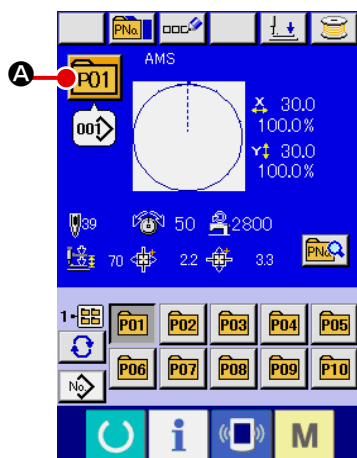 PNo.
A
P01
AMS
001
X 30.0
100.0%
Y 30.0
100.0%
39
50
2800
70
2.2
3.3
PNo.
1-
P01
P02
P03
P04
P05
No.
P06
P07
P08
P09
P10
i
M